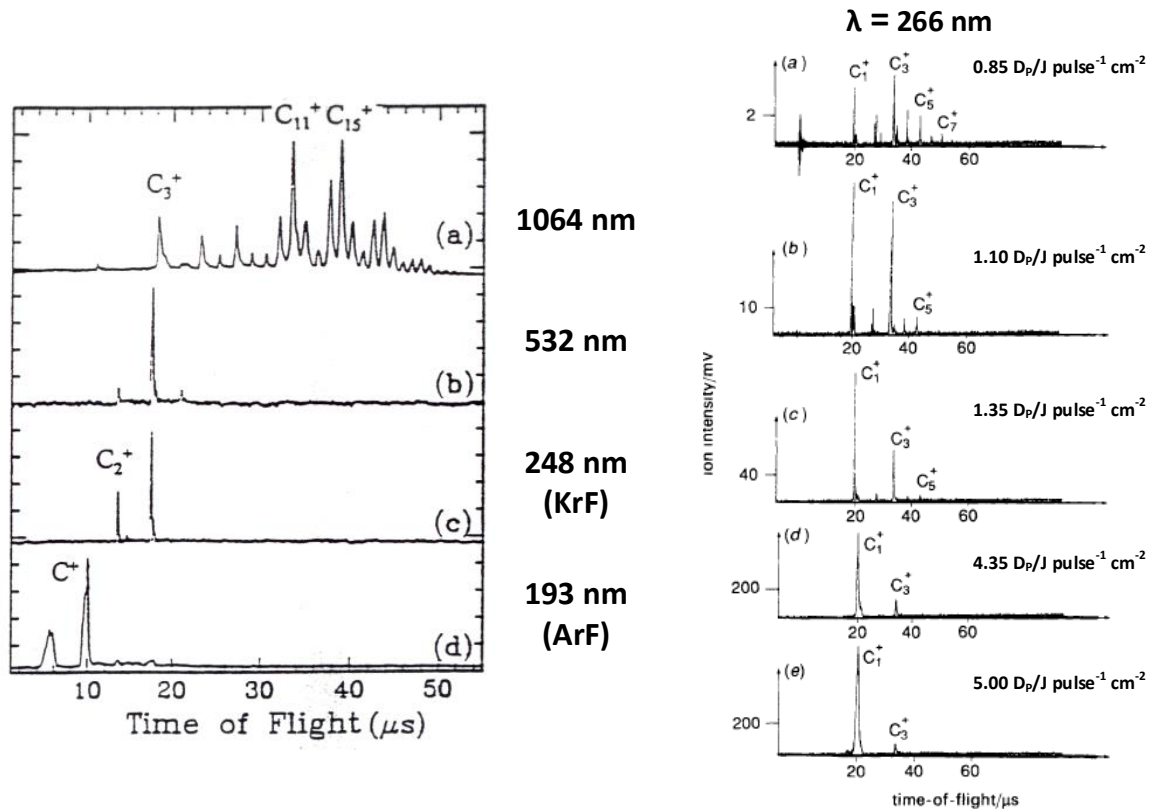 C₁₁⁺ C₁₅⁺
C₃⁺
(a)
1064 nm
(b)
532 nm
C₂⁺
(c)
248 nm
(KrF)
C⁺
(d)
193 nm
(ArF)
10 20 30 40 50
Time of Flight(μs)
λ = 266 nm
(a)
0.85 Dₚ/J pulse⁻¹ cm⁻²
C₁⁺ C₃⁺ C₅⁺ C₇⁺
2
20 40 60
(b)
1.10 Dₚ/J pulse⁻¹ cm⁻²
C₁⁺ C₃⁺ C₅⁺
10
20 40 60
ion intensity/mV
(c)
1.35 Dₚ/J pulse⁻¹ cm⁻²
C₁⁺ C₃⁺ C₅⁺
40
20 40 60
(d)
4.35 Dₚ/J pulse⁻¹ cm⁻²
C₁⁺ C₃⁺
200
20 40 60
(e)
5.00 Dₚ/J pulse⁻¹ cm⁻²
C₁⁺ C₃⁺
200
20 40 60
time-of-flight/μs